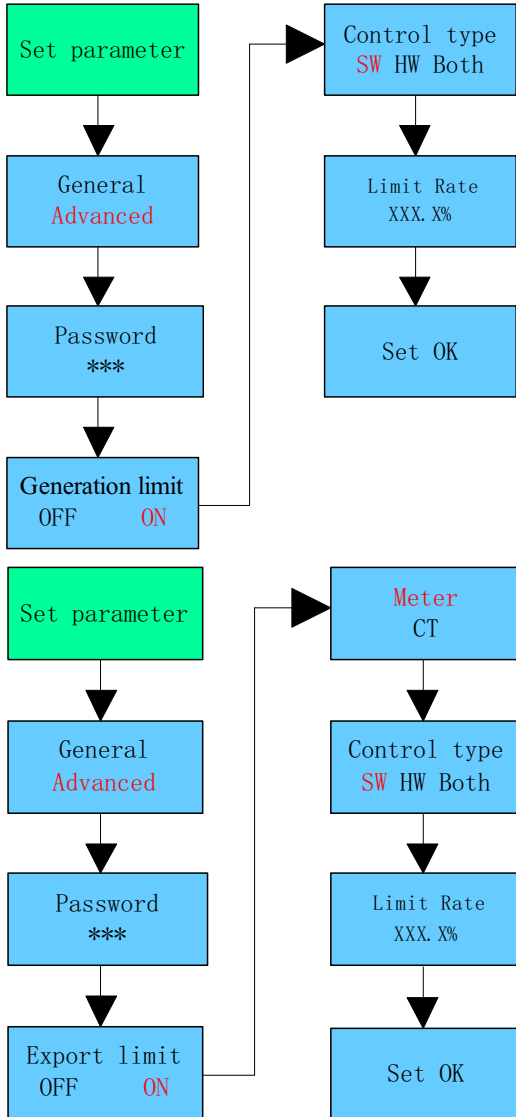 Set parameter
General
Advanced
Password
***
Generation limit
OFF ON
Control type
SW HW Both
Limit Rate
XXX.X%
Set OK
Set parameter
General
Advanced
Password
***
Export limit
OFF ON
Meter
CT
Control type
SW HW Both
Limit Rate
XXX.X%
Set OK